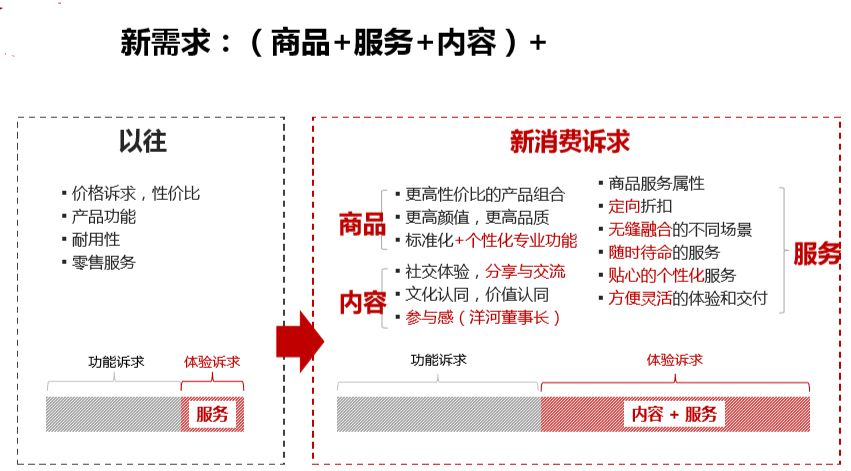 新需求：（商品+服务+内容）+
以往
▪ 价格诉求，性价比
▪ 产品功能
▪ 耐用性
▪ 零售服务
功能诉求
体验诉求
服务
新消费诉求
商品
▪ 更高性价比的产品组合
▪ 更高颜值，更高品质
▪ 标准化+个性化专业功能
内容
▪ 社交体验，分享与交流
▪ 文化认同，价值认同
▪ 参与感（洋河董事长）
▪ 商品服务属性
▪ 定向折扣
▪ 无缝融合的不同场景
▪ 随时待命的服务
▪ 贴心的个性化服务
▪ 方便灵活的体验和交付
服务
功能诉求
体验诉求
内容 + 服务